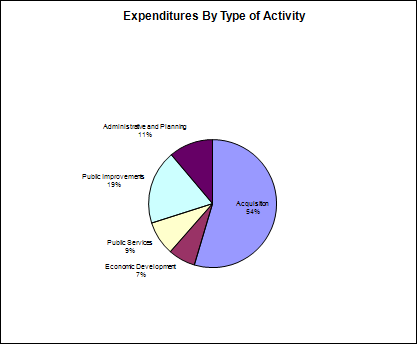 Expenditures By Type of Activity
Administrative and Planning
11%
Public Improvements
19%
Acquisition
54%
Public Services
9%
Economic Development
7%